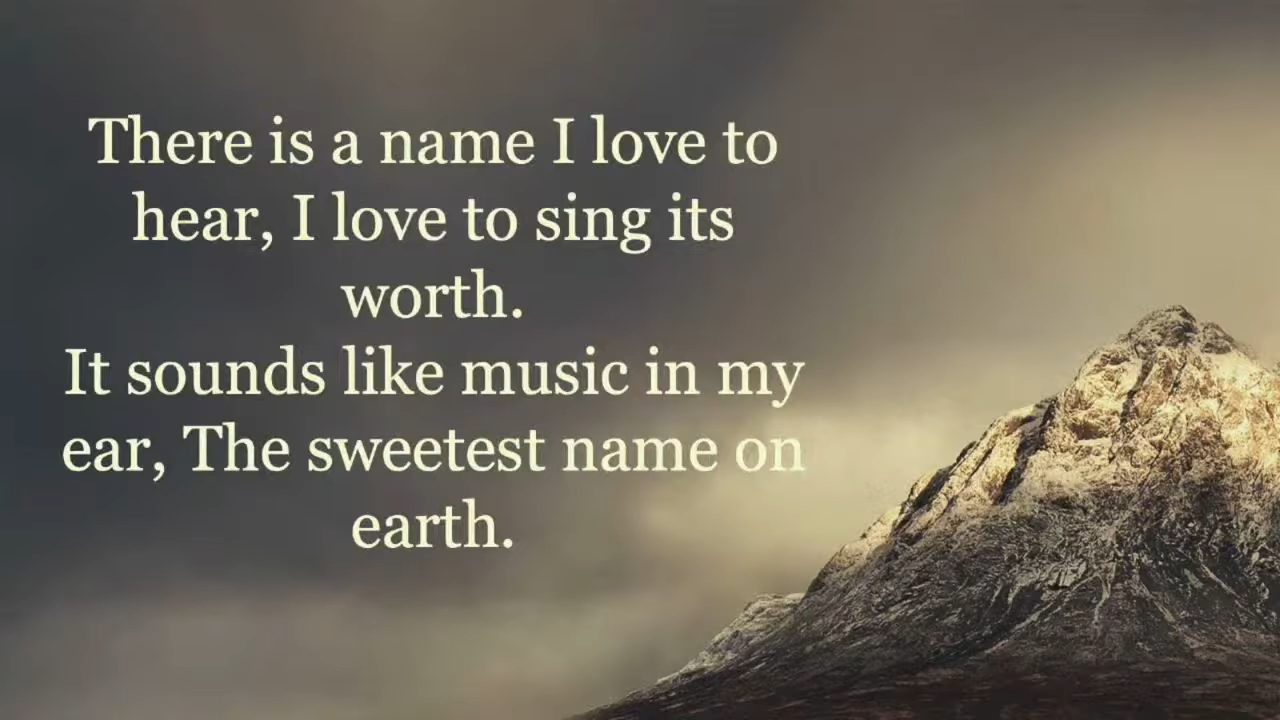 There is a name I love to
hear, I love to sing its
worth.
It sounds like music in my
ear, The sweetest name on
earth.